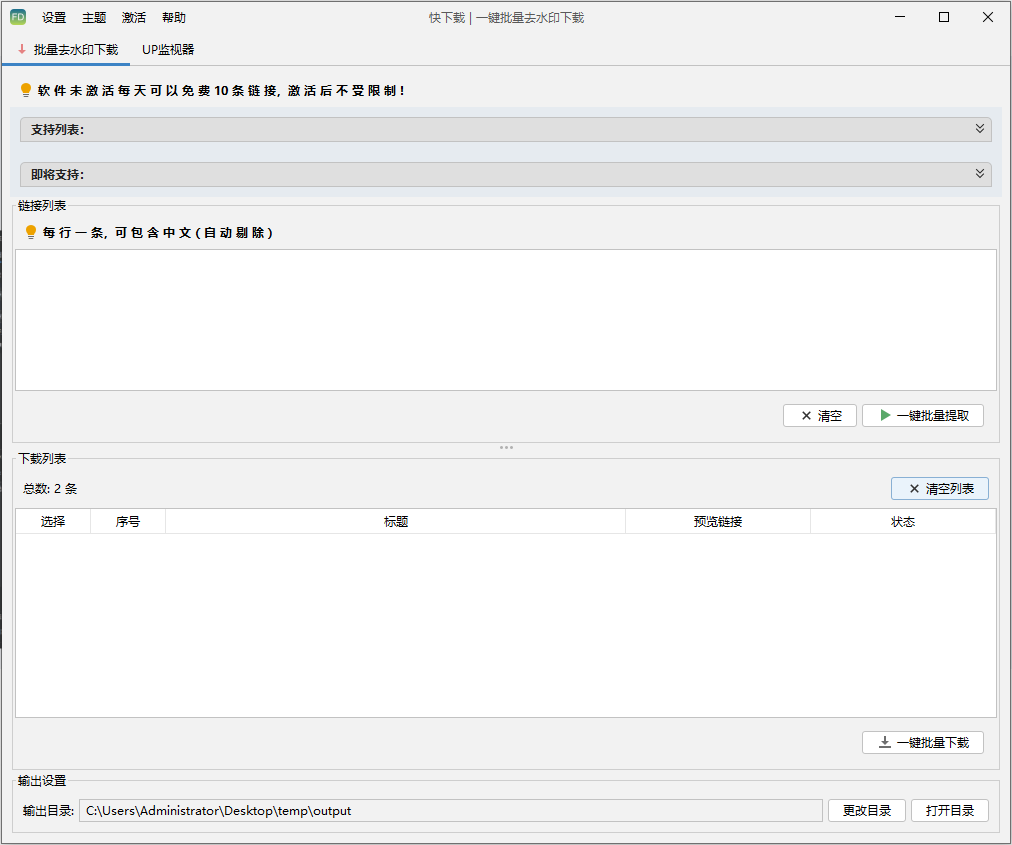 FD 设置 主题 激活 帮助 快下载 | 一键批量去水印下载
批量去水印下载 UP监视器
软件未激活每天可以免费10条链接, 激活后不受限制!
支持列表:
即将支持:
链接列表
每行一条, 可包含中文(自动剔除)
清空 一键批量提取
下载列表
总数: 2 条 清空列表
选择 序号 标题 预览链接 状态
一键批量下载
输出设置
输出目录: C:\Users\Administrator\Desktop\temp\output 更改目录 打开目录